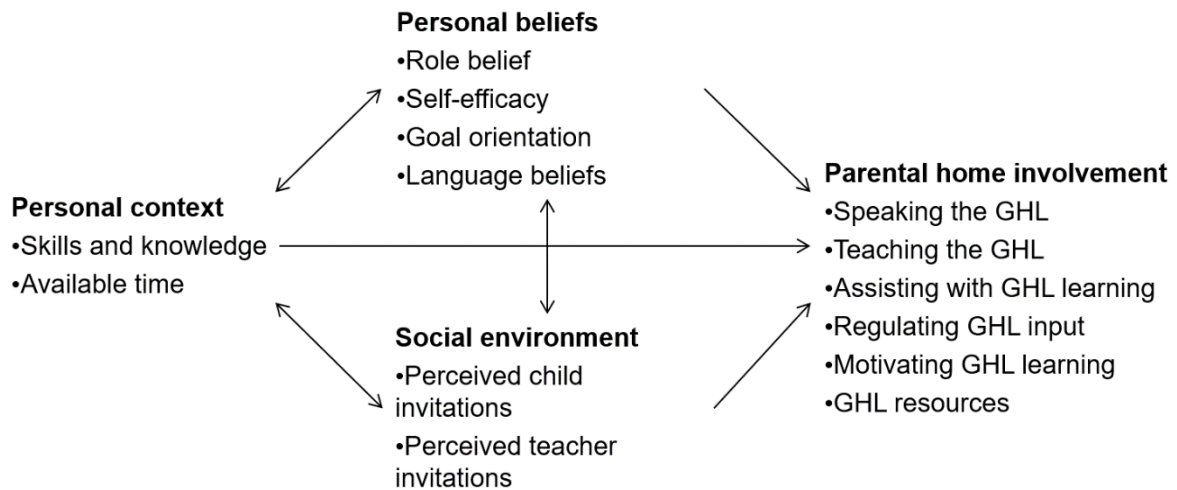 Personal beliefs
•Role belief
•Self-efficacy
•Goal orientation
•Language beliefs
Personal context
•Skills and knowledge
•Available time
Social environment
•Perceived child
invitations
•Perceived teacher
invitations
Parental home involvement
•Speaking the GHL
•Teaching the GHL
•Assisting with GHL learning
•Regulating GHL input
•Motivating GHL learning
•GHL resources